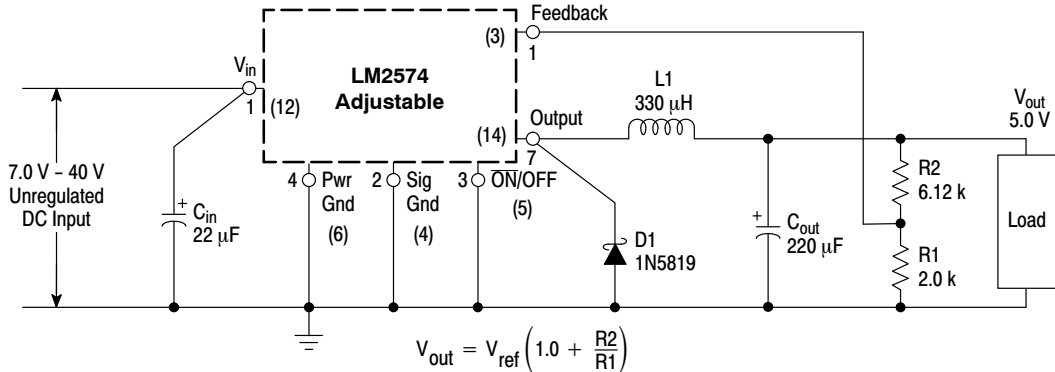 Feedback
(3)
1
V_in
1
(12)
LM2574
Adjustable
L1
330 μH
V_out
5.0 V
(14)
Output
7
7.0 V – 40 V
Unregulated
DC Input
+
C_in
22 μF
4
Pwr
Gnd
(6)
2
Sig
Gnd
(4)
3
O̅N̅/OFF
(5)
D1
1N5819
+
C_out
220 μF
R2
6.12 k
R1
2.0 k
Load
V_out = V_ref (1.0 + R2/R1)